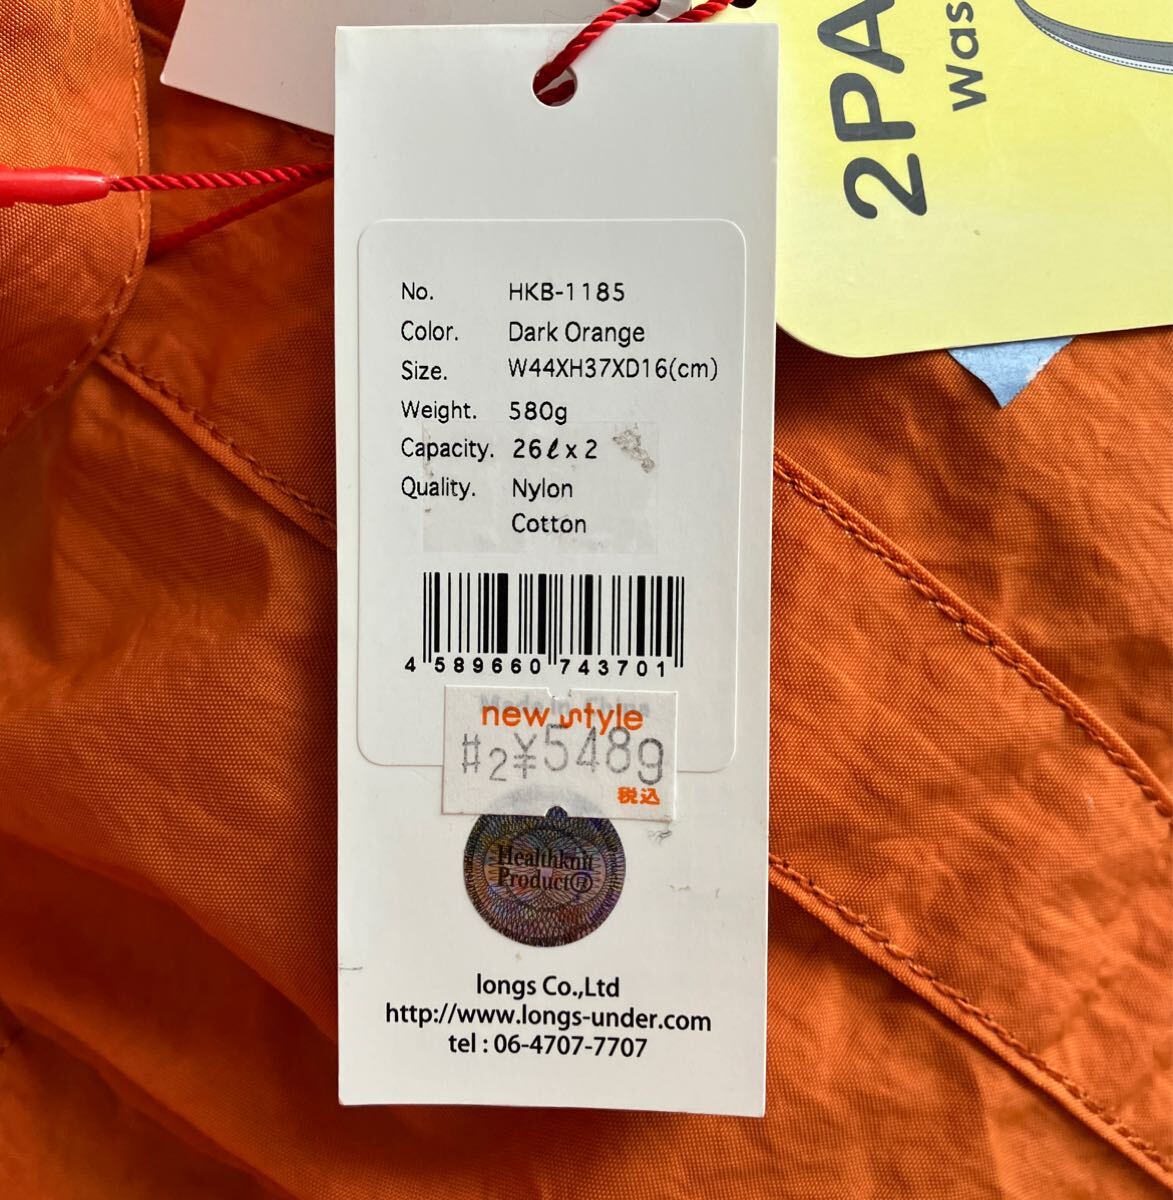 2PA
Was
No. HKB-1185
Color. Dark Orange
Size. W44XH37XD16(cm)
Weight. 580g
Capacity. 26ℓx2
Quality. Nylon
Cotton
4 589660 743701
new style
#2¥5489
税込
Healthknit
Product®
longs Co.,Ltd
http://www.longs-under.com
tel : 06-4707-7707